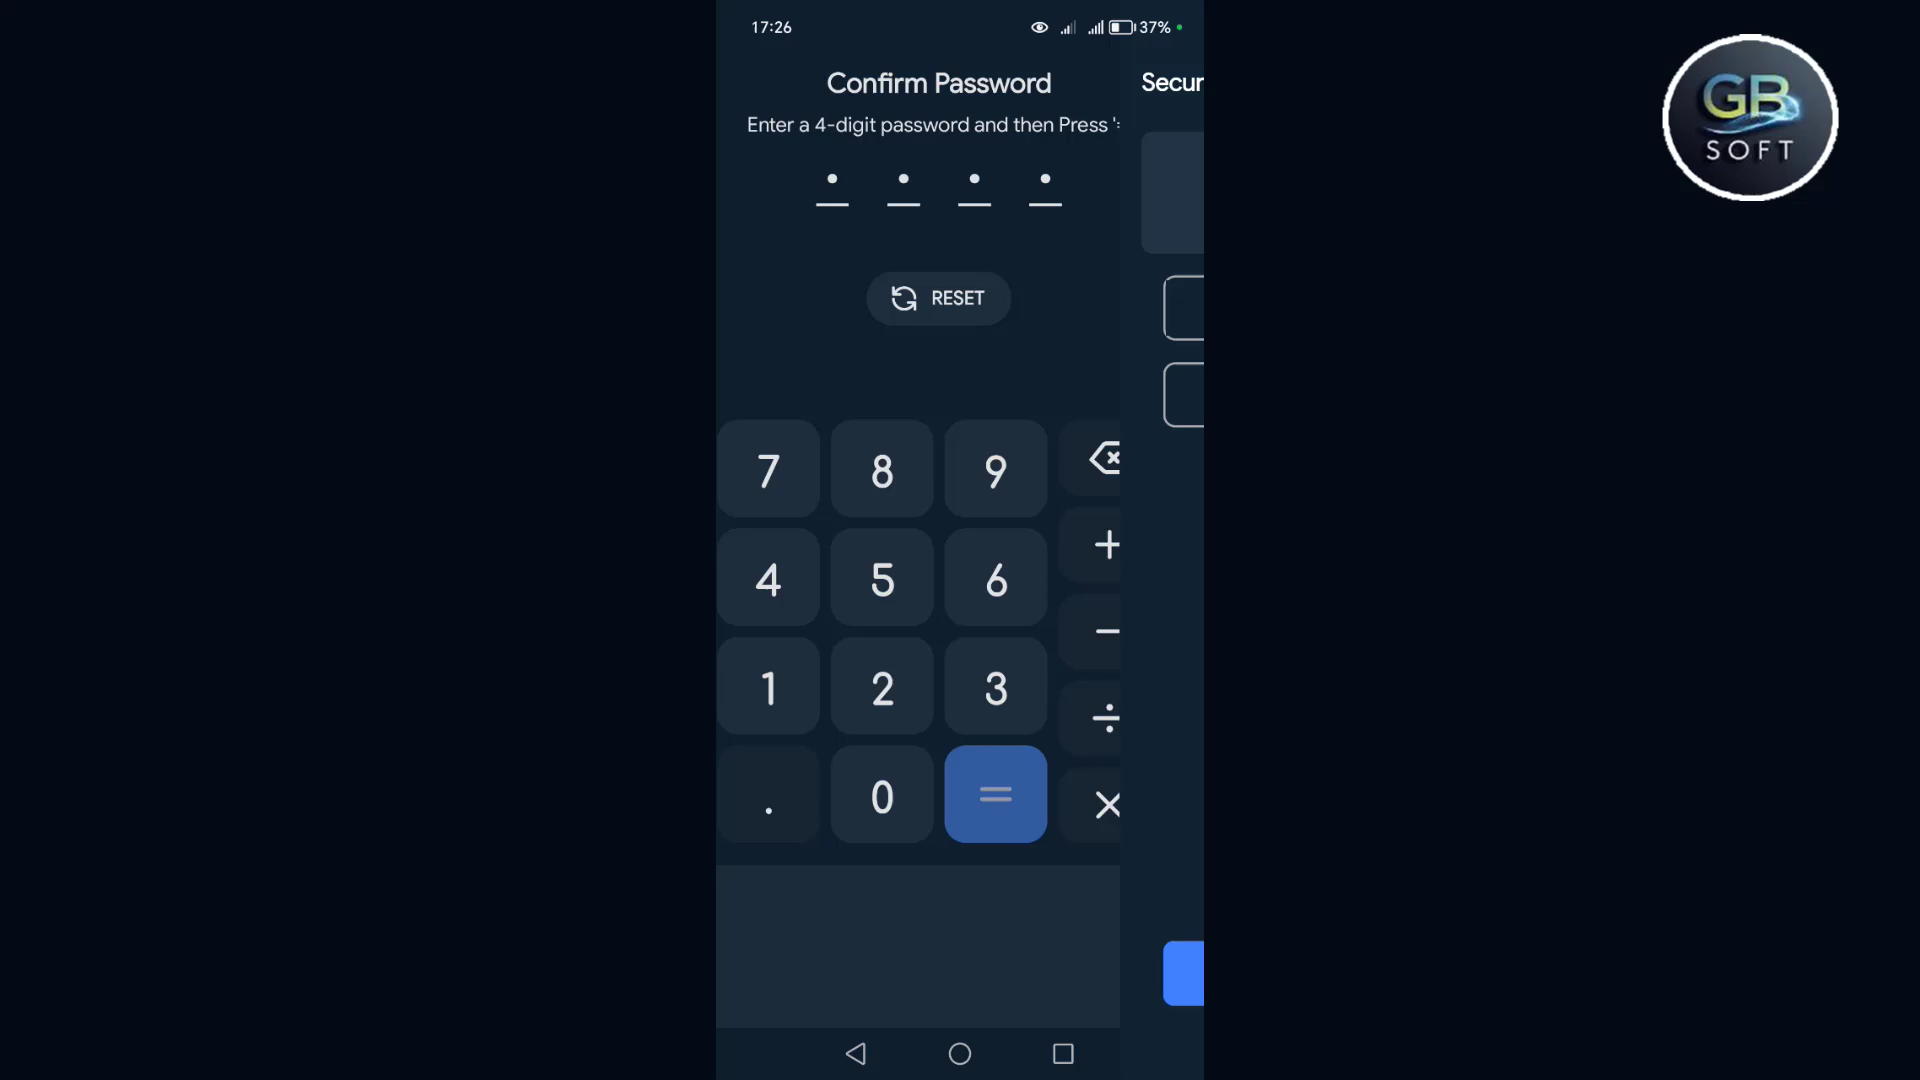 17:26
37%
Confirm Password
Secur
Enter a 4-digit password and then Press '=
RESET
7 8 9
+
4 5 6
−
1 2 3
÷
. 0 =
×
GB
SOFT